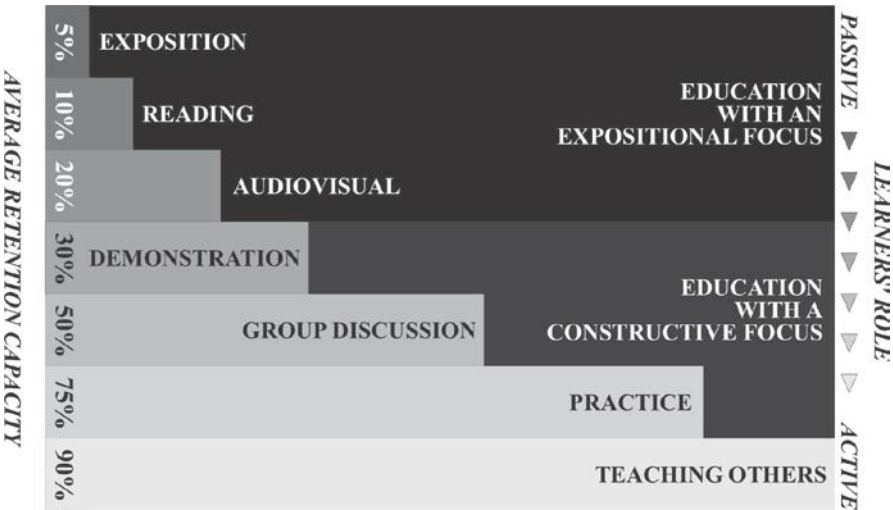 AVERAGE RETENTION CAPACITY
5%
EXPOSITION
10%
READING
20%
AUDIOVISUAL
30%
DEMONSTRATION
50%
GROUP DISCUSSION
75%
PRACTICE
90%
TEACHING OTHERS
EDUCATION
WITH AN
EXPOSITIONAL FOCUS
EDUCATION
WITH A
CONSTRUCTIVE FOCUS
PASSIVE
ACTIVE
LEARNERS' ROLE